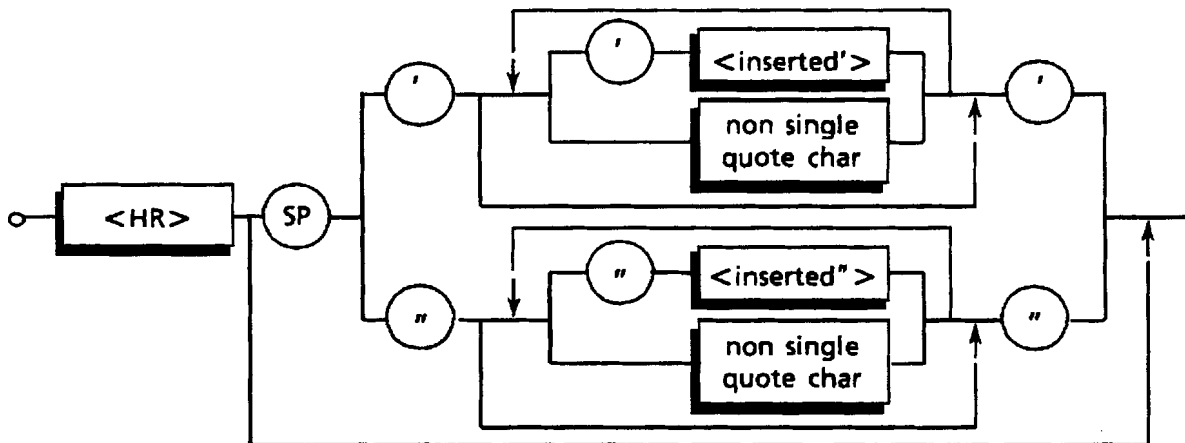 '
<inserted'>
'
'
non single
quote char
<HR>
SP
"
<inserted">
"
"
non single
quote char